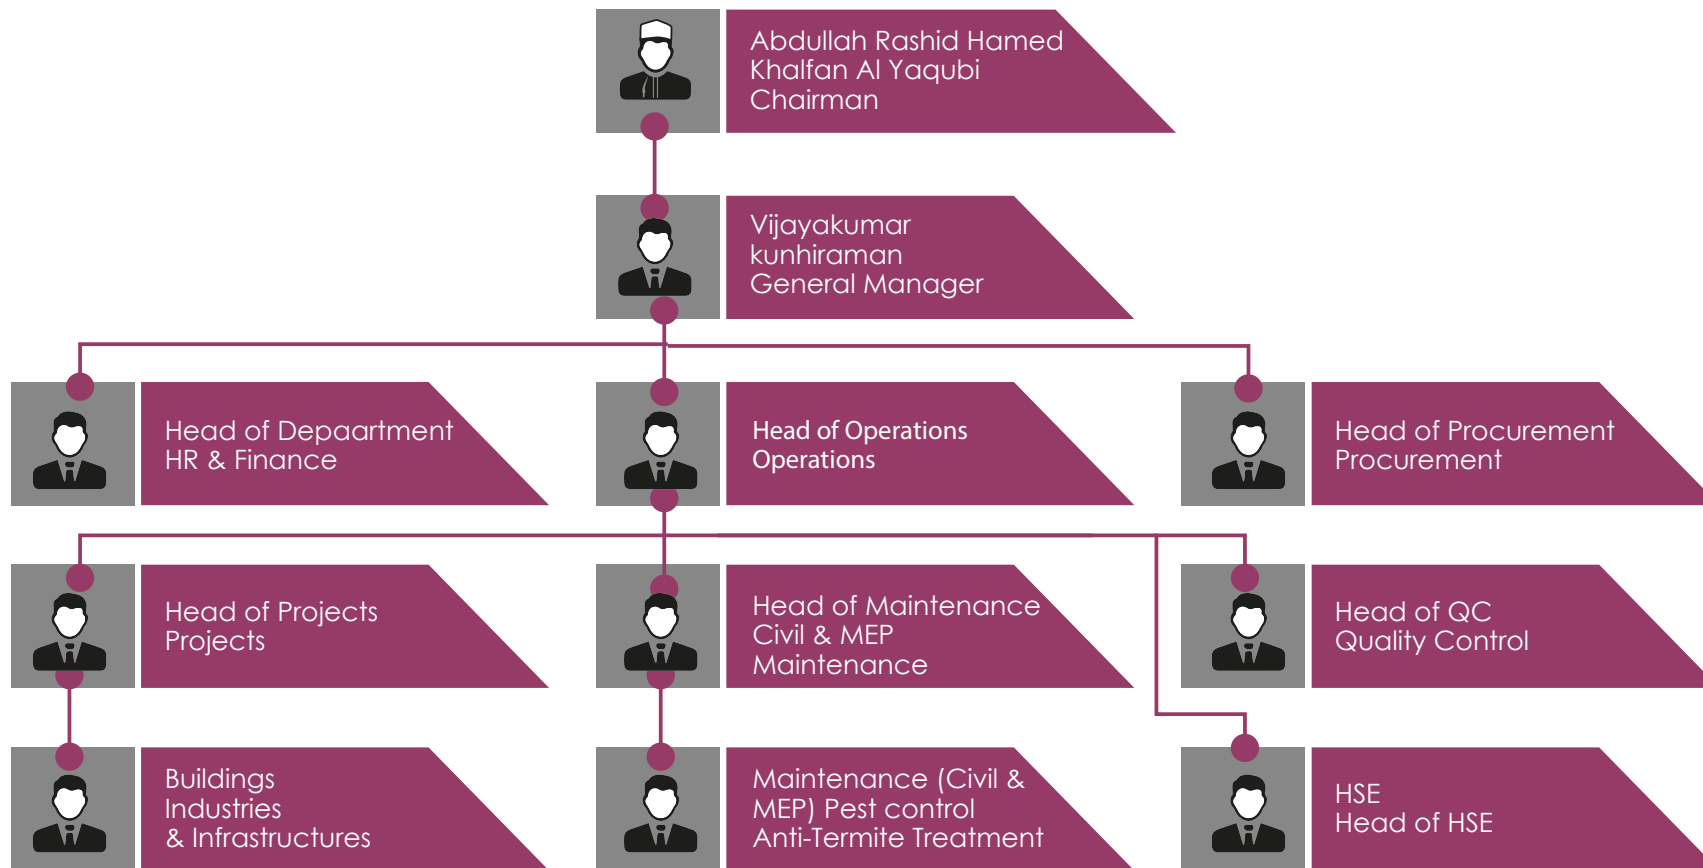 Abdullah Rashid Hamed
Khalfan Al Yaqubi
Chairman
Vijayakumar
kunhiraman
General Manager
Head of Depaartment
HR & Finance
Head of Operations
Operations
Head of Procurement
Procurement
Head of Projects
Projects
Head of Maintenance
Civil & MEP
Maintenance
Head of QC
Quality Control
Buildings
Industries
& Infrastructures
Maintenance (Civil &
MEP) Pest control
Anti-Termite Treatment
HSE
Head of HSE